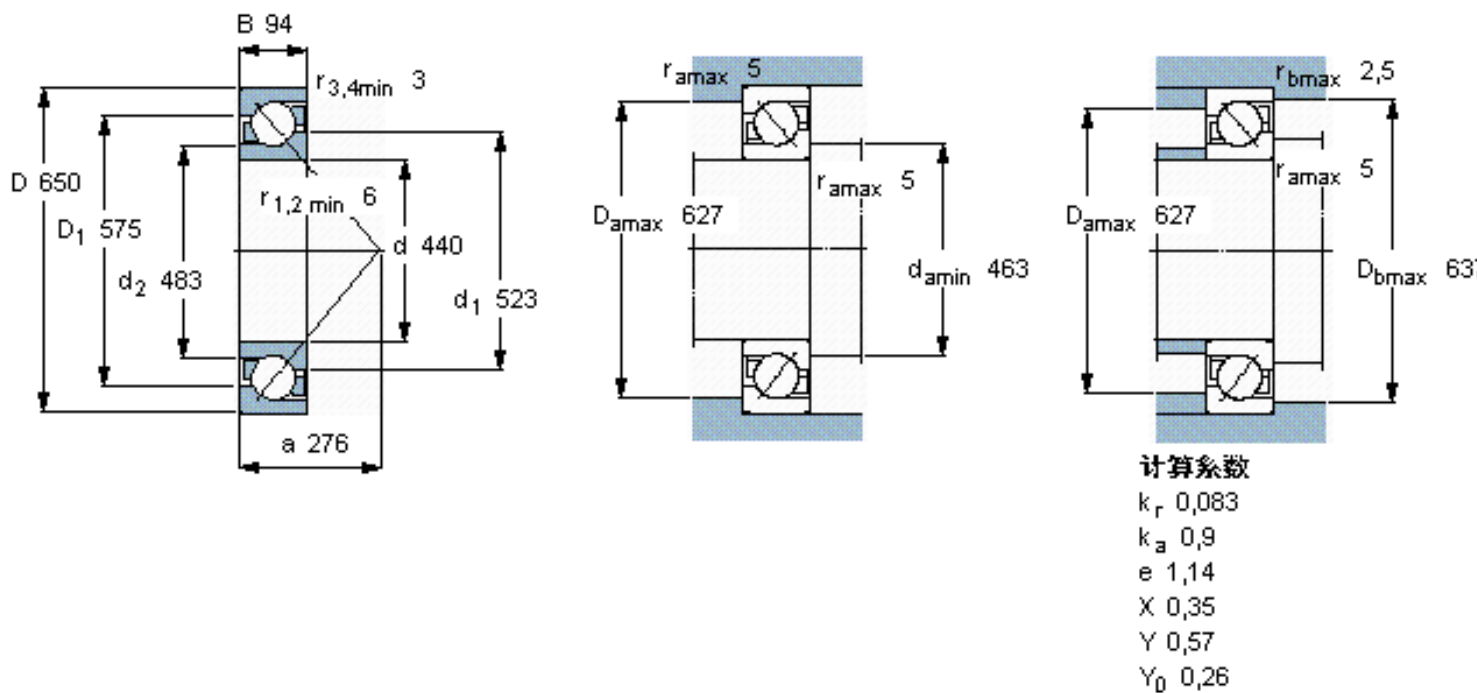 B 94
r3,4min 3
D 650
D1 575
d2 483
r1,2 min 6
d 440
d1 523
a 276
ramax 5
ramax 5
Damax 627
damin 463
rbmax 2,5
ramax 5
Damax 627
Dbmax 637
计算系数
kr 0,083
ka 0,9
e 1,14
X 0,35
Y 0,57
Y0 0,26